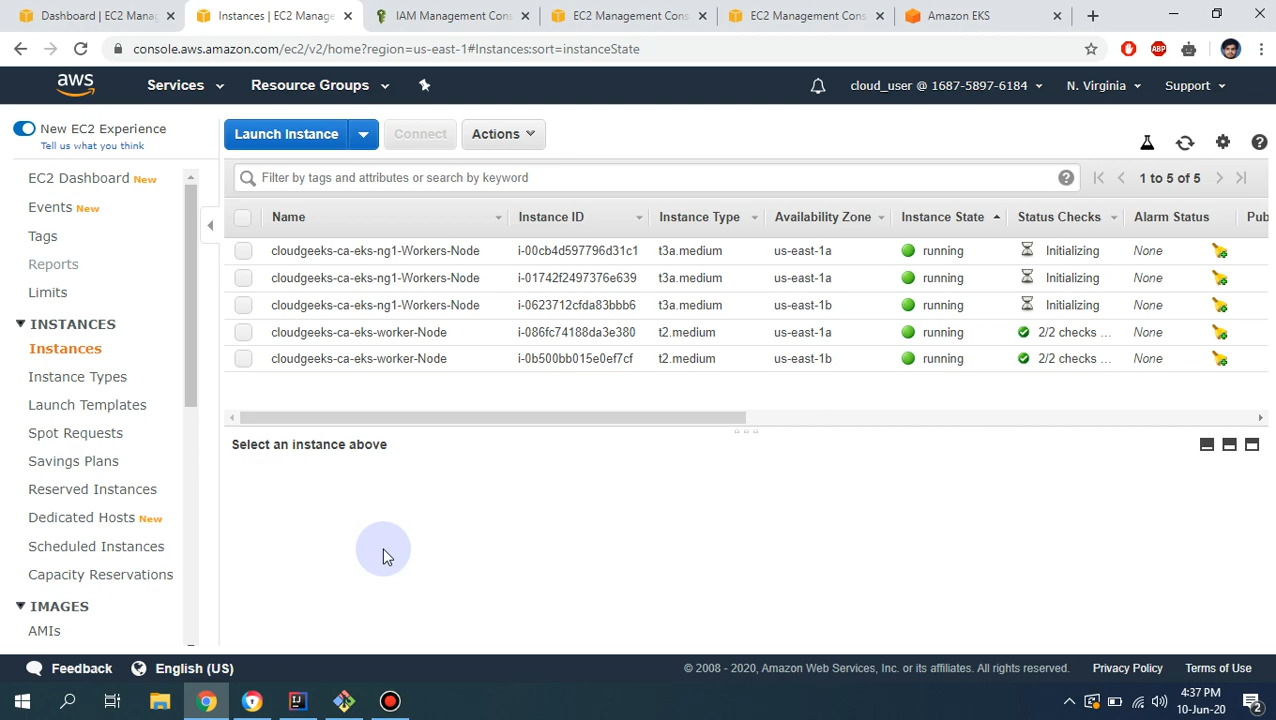 Dashboard | EC2 Manag
Instances | EC2 Manage
IAM Management Cons
EC2 Management Cons
EC2 Management Cons
Amazon EKS
console.aws.amazon.com/ec2/v2/home?region=us-east-1#Instances:sort=instanceState
ABP
aws
Services
Resource Groups
cloud_user @ 1687-5897-6184
N. Virginia
Support
New EC2 Experience
Tell us what you think
EC2 Dashboard New
Events New
Tags
Reports
Limits
INSTANCES
Instances
Instance Types
Launch Templates
Spot Requests
Savings Plans
Reserved Instances
Dedicated Hosts New
Scheduled Instances
Capacity Reservations
IMAGES
AMIs
Launch Instance
Connect
Actions
Filter by tags and attributes or search by keyword
1 to 5 of 5
Name Instance ID Instance Type Availability Zone Instance State Status Checks Alarm Status Pub
cloudgeeks-ca-eks-ng1-Workers-Node i-00cb4d597796d31c1 t3a.medium us-east-1a running Initializing None
cloudgeeks-ca-eks-ng1-Workers-Node i-01742f2497376e639 t3a.medium us-east-1a running Initializing None
cloudgeeks-ca-eks-ng1-Workers-Node i-0623712cfda83bbb6 t3a.medium us-east-1b running Initializing None
cloudgeeks-ca-eks-worker-Node i-086fc74188da3e380 t2.medium us-east-1a running 2/2 checks ... None
cloudgeeks-ca-eks-worker-Node i-0b500bb015e0ef7cf t2.medium us-east-1b running 2/2 checks ... None
Select an instance above
Feedback
English (US)
© 2008 - 2020, Amazon Web Services, Inc. or its affiliates. All rights reserved.
Privacy Policy
Terms of Use
4:37 PM
10-Jun-20
2